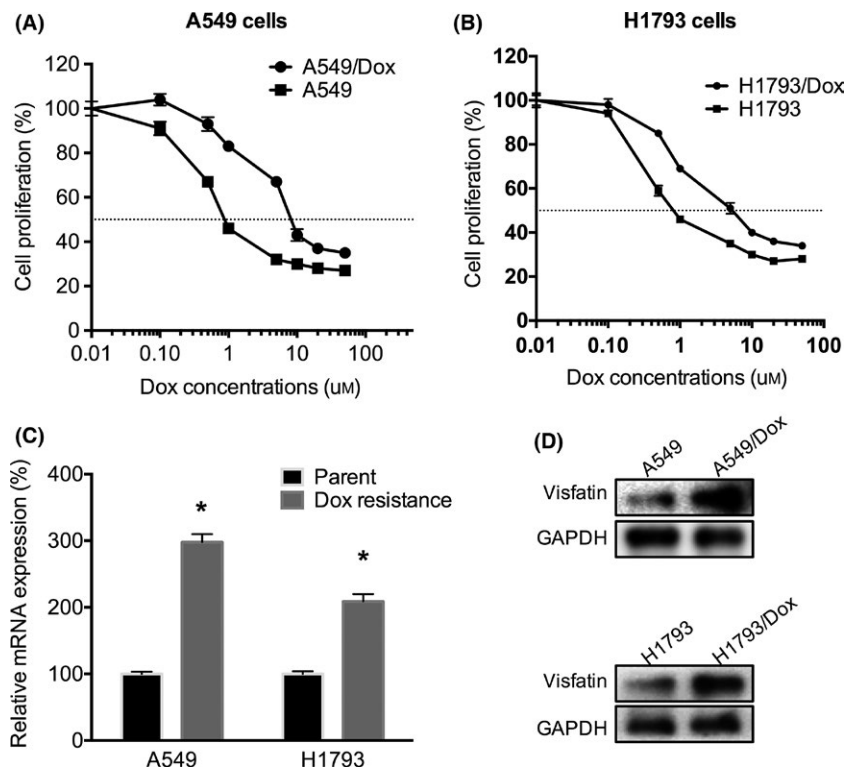 (A)
A549 cells
A549/Dox
A549
Cell proliferation (%)
120
100
80
60
40
20
0
0.01 0.10 1 10 100
Dox concentrations (uM)
(B)
H1793 cells
H1793/Dox
H1793
Cell proliferation (%)
120
100
80
60
40
20
0
0.01 0.10 1 10 100
Dox concentrations (uM)
(C)
Parent
Dox resistance
Relative mRNA expression (%)
400
300
200
100
0
*
*
A549 H1793
(D)
A549 A549/Dox
Visfatin
GAPDH
H1793 H1793/Dox
Visfatin
GAPDH